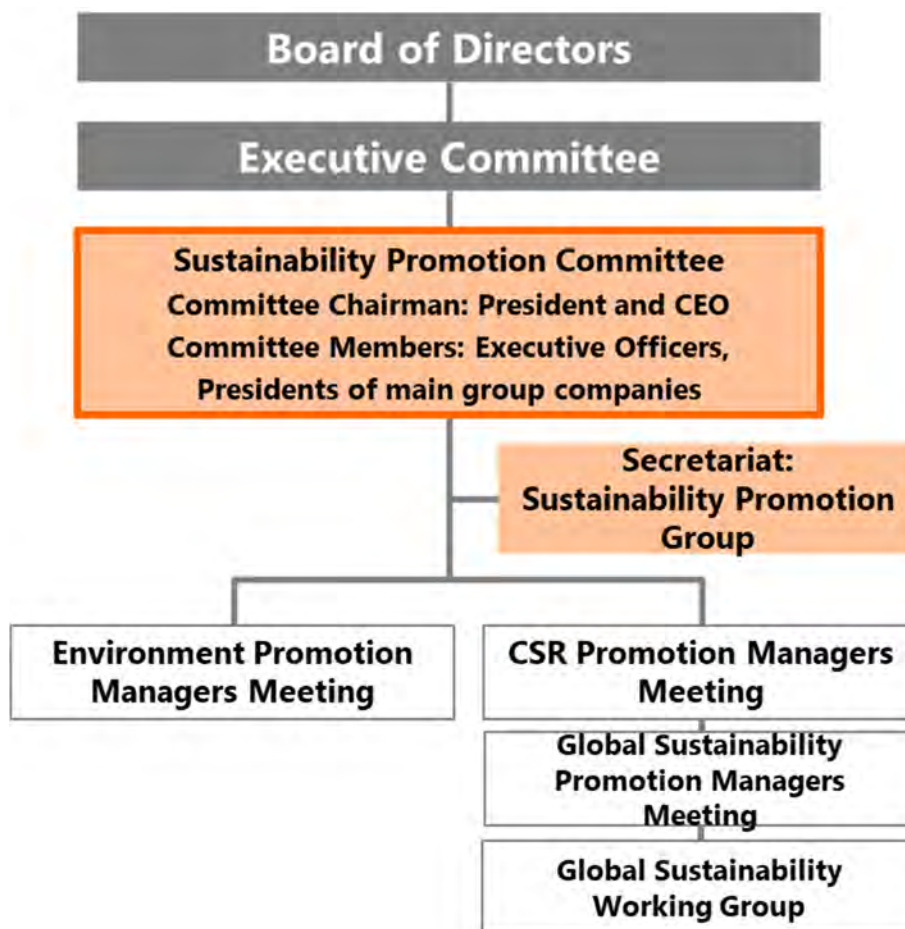 Board of Directors
Executive Committee
Sustainability Promotion Committee
Committee Chairman: President and CEO
Committee Members: Executive Officers,
Presidents of main group companies
Secretariat:
Sustainability Promotion
Group
Environment Promotion
Managers Meeting
CSR Promotion Managers
Meeting
Global Sustainability
Promotion Managers
Meeting
Global Sustainability
Working Group